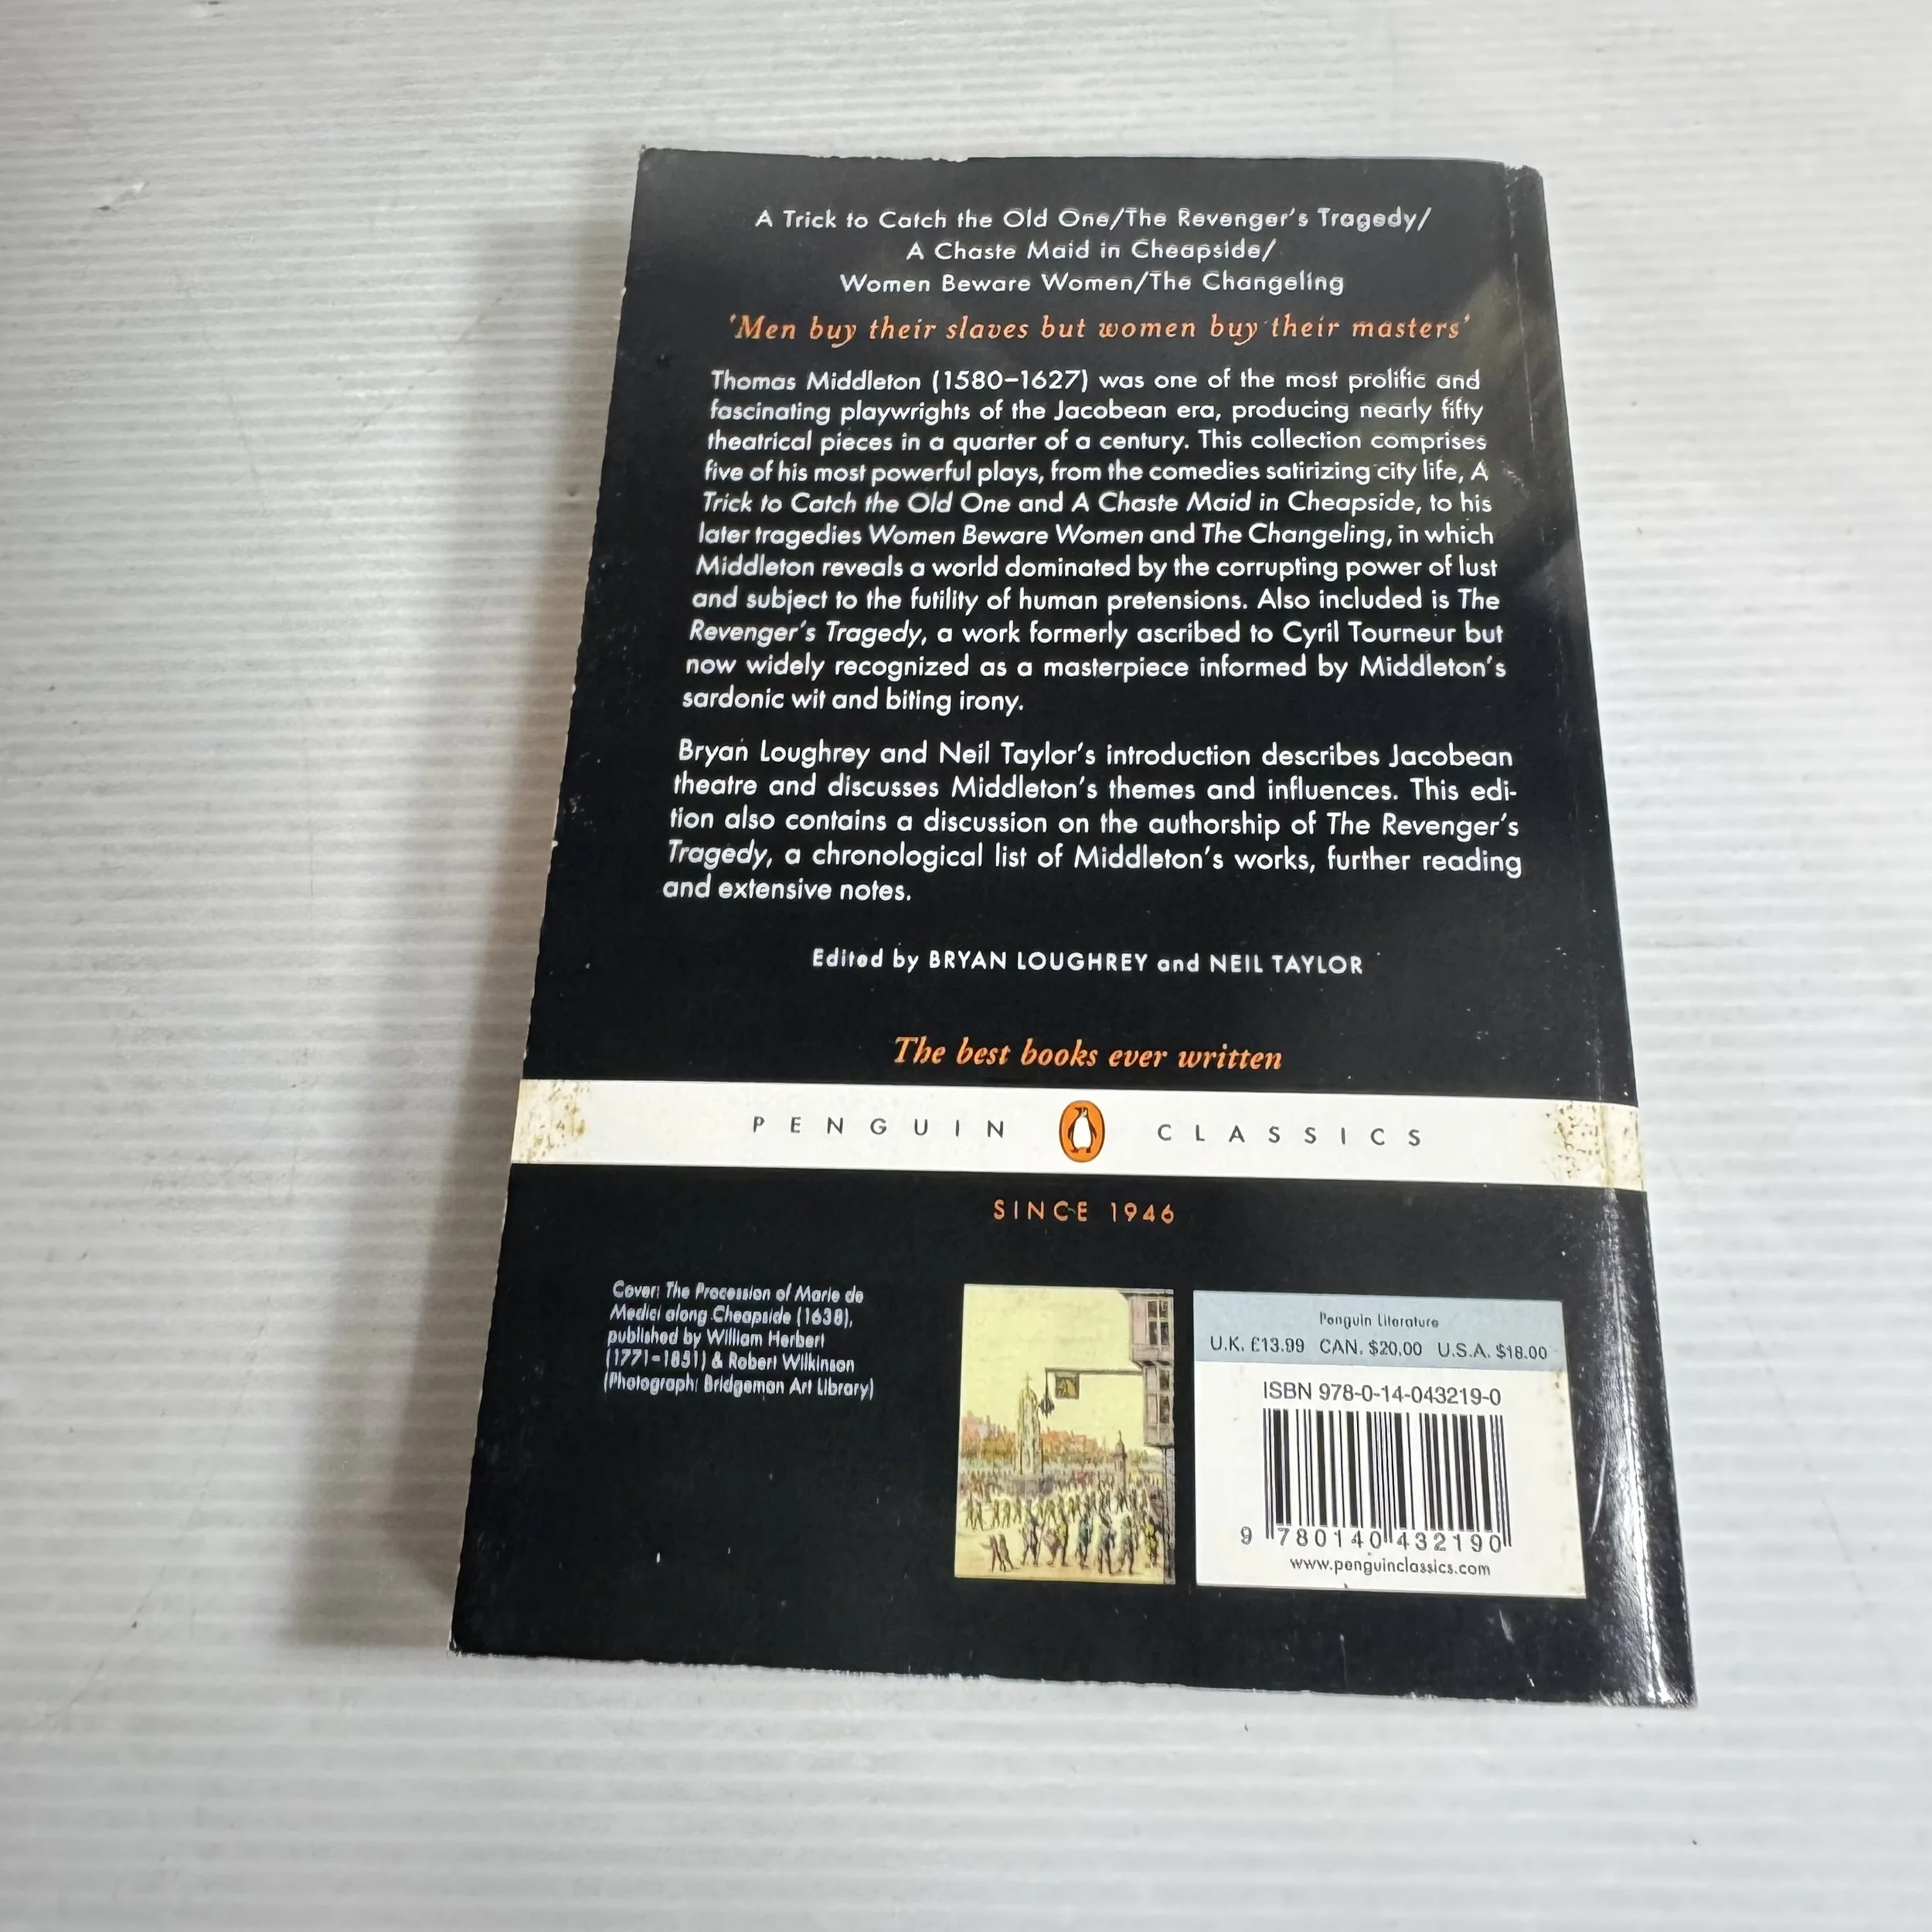 A Trick to Catch the Old One/The Revenger's Tragedy/
A Chaste Maid in Cheapside/
Women Beware Women/The Changeling
'Men buy their slaves but women buy their masters'
Thomas Middleton (1580–1627) was one of the most prolific and
fascinating playwrights of the Jacobean era, producing nearly fifty
theatrical pieces in a quarter of a century. This collection comprises
five of his most powerful plays, from the comedies satirizing city life, A
Trick to Catch the Old One and A Chaste Maid in Cheapside, to his
later tragedies Women Beware Women and The Changeling, in which
Middleton reveals a world dominated by the corrupting power of lust
and subject to the futility of human pretensions. Also included is The
Revenger's Tragedy, a work formerly ascribed to Cyril Tourneur but
now widely recognized as a masterpiece informed by Middleton's
sardonic wit and biting irony.
Bryan Loughrey and Neil Taylor's introduction describes Jacobean
theatre and discusses Middleton's themes and influences. This edi-
tion also contains a discussion on the authorship of The Revenger's
Tragedy, a chronological list of Middleton's works, further reading
and extensive notes.
Edited by BRYAN LOUGHREY and NEIL TAYLOR
The best books ever written
PENGUIN CLASSICS
SINCE 1946
Cover: The Procession of Marie de
Medici along Cheapside (1638),
published by William Herbert
(1771–1851) & Robert Wilkinson
(Photograph: Bridgeman Art Library)
Penguin Literature
U.K. £13.99 CAN. $20.00 U.S.A. $18.00
ISBN 978-0-14-043219-0
9 780140 432190
www.penguinclassics.com